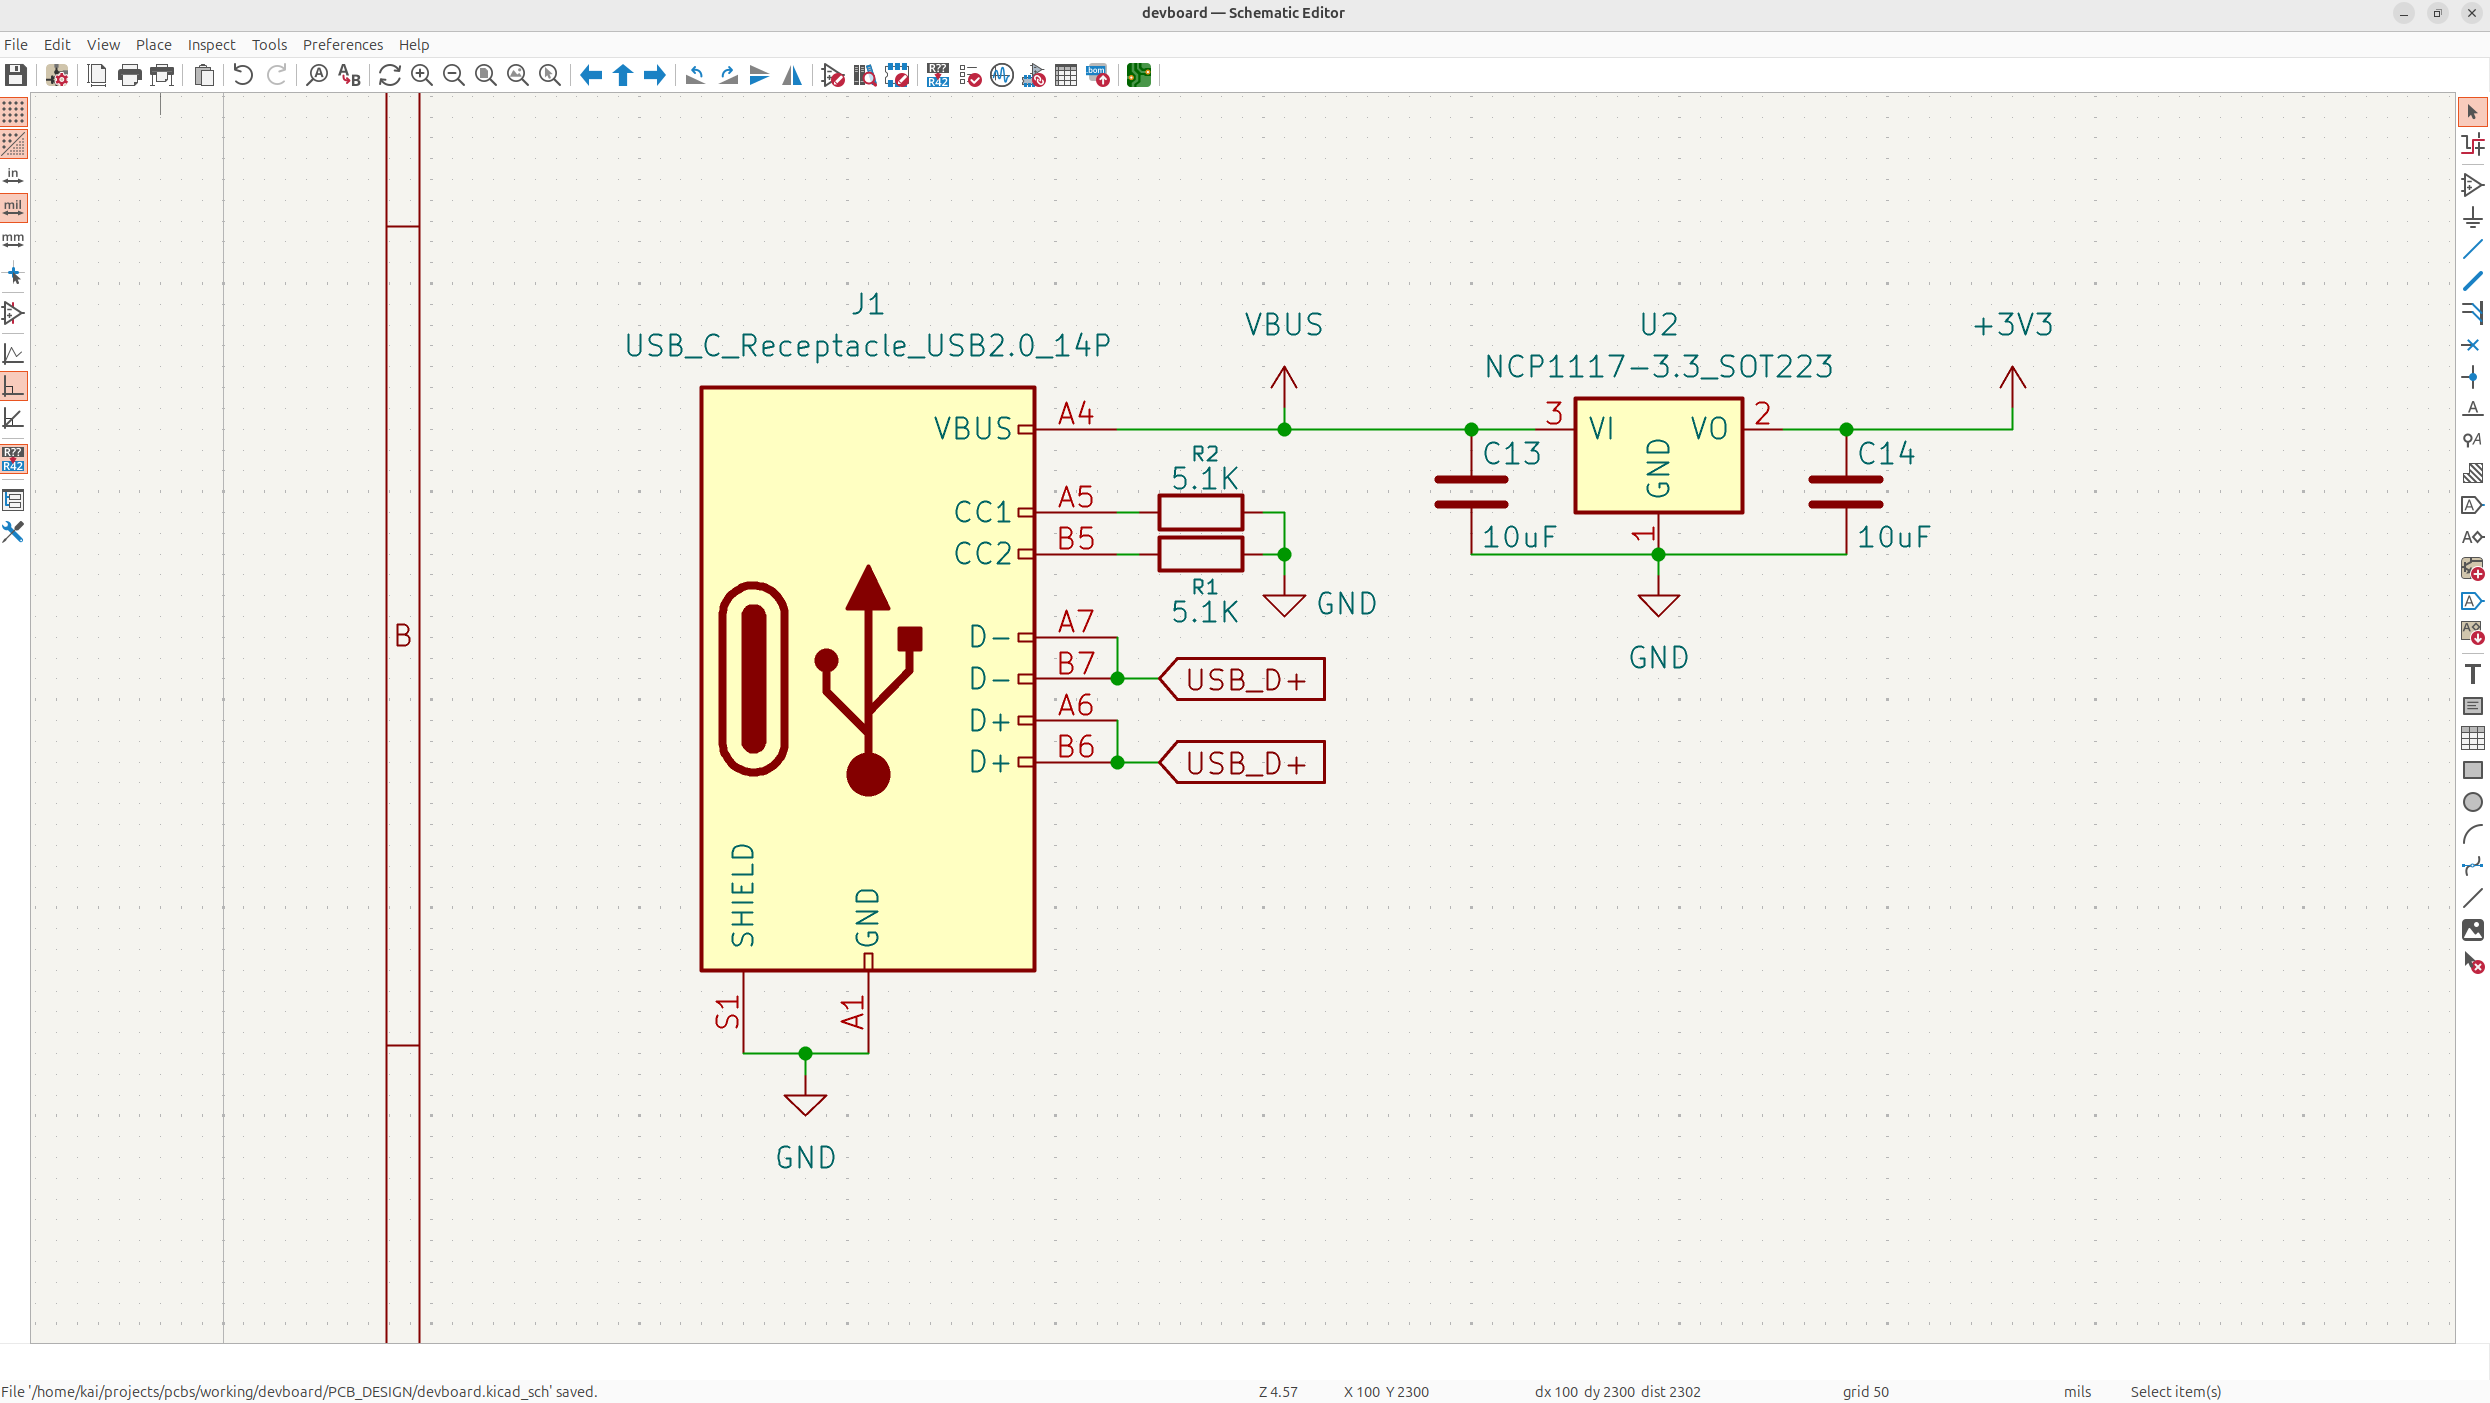 devboard — Schematic Editor
File Edit View Place Inspect Tools Preferences Help
in
mil
mm
R??
R42
R??
R42
bom
J1
USB_C_Receptacle_USB2.0_14P
VBUS
U2
NCP1117-3.3_SOT223
+3V3
VBUS A4
3 VI VO 2
GND
1
C13
10uF
C14
10uF
R2
5.1K
CC1 A5
CC2 B5
R1
5.1K
GND
GND
D- A7
D- B7
USB_D+
D+ A6
D+ B6
USB_D+
B
SHIELD
GND
S1
A1
GND
File '/home/kai/projects/pcbs/working/devboard/PCB_DESIGN/devboard.kicad_sch' saved.
Z 4.57 X 100 Y 2300 dx 100 dy 2300 dist 2302 grid 50 mils Select item(s)